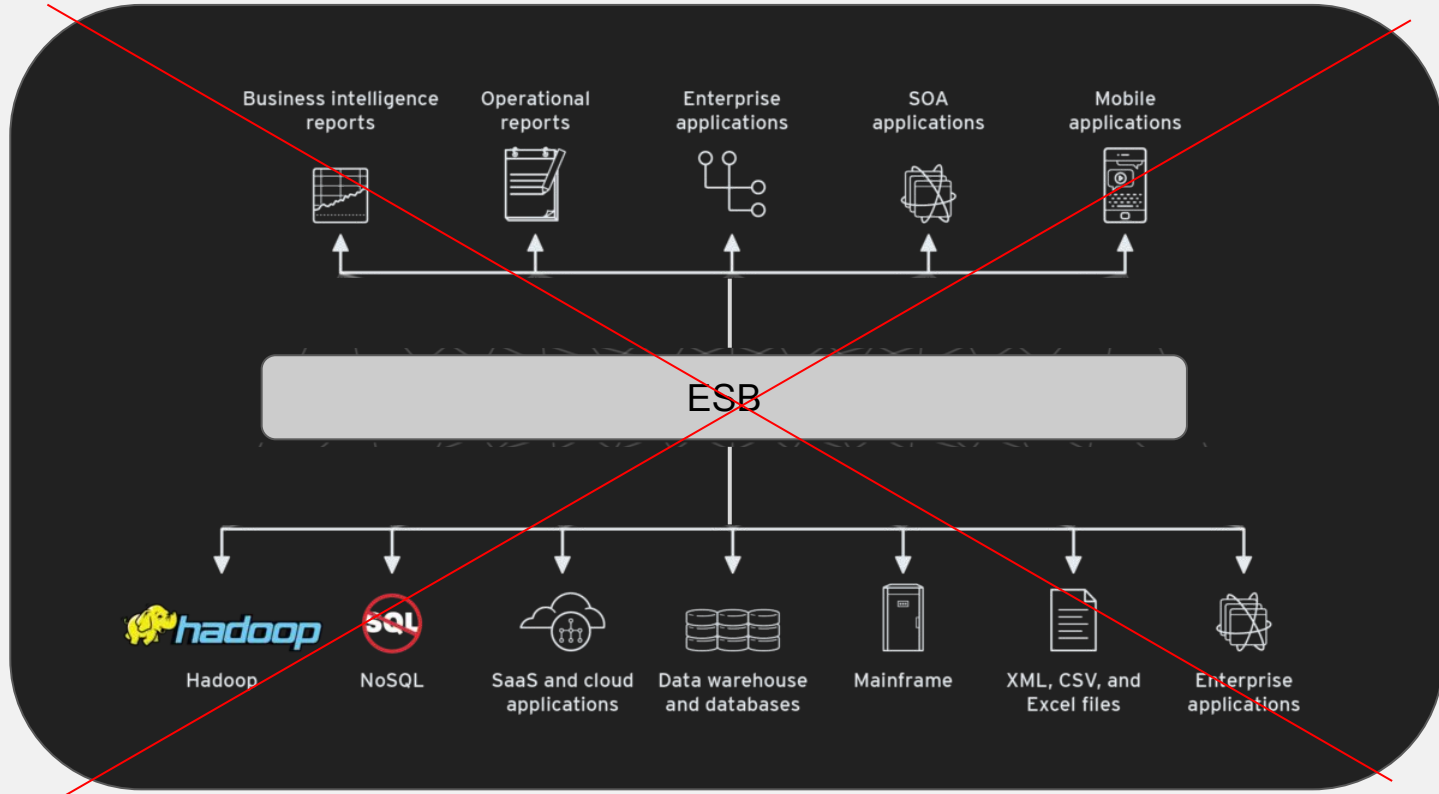 Business intelligence
reports
Operational
reports
Enterprise
applications
SOA
applications
Mobile
applications
ESB
hadoop
SQL
Hadoop
NoSQL
SaaS and cloud
applications
Data warehouse
and databases
Mainframe
XML, CSV, and
Excel files
Enterprise
applications